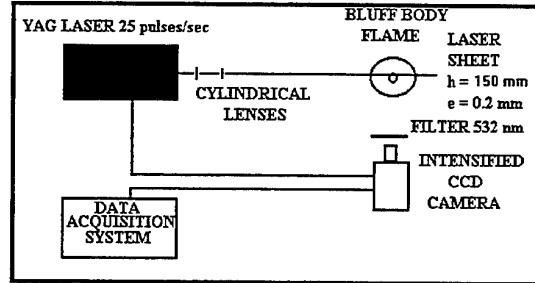 YAG LASER 25 pulses/sec
BLUFF BODY
FLAME
LASER
SHEET
h = 150 mm
e = 0.2 mm
CYLINDRICAL
LENSES
FILTER 532 nm
INTENSIFIED
CCD
CAMERA
DATA
ACQUISITION
SYSTEM